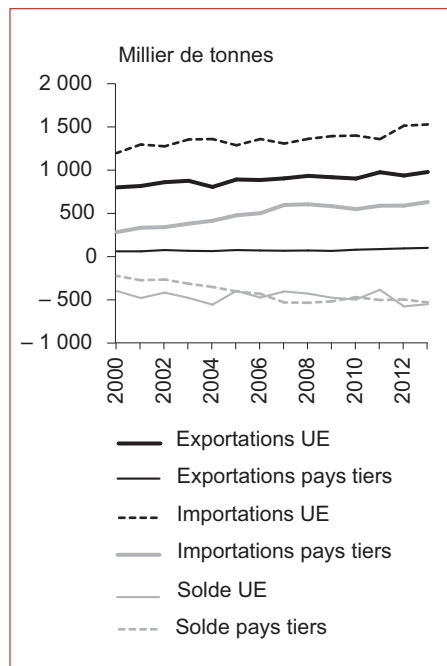 Millier de tonnes
2 000
1 500
1 000
500
0
– 500
– 1 000
2000
2002
2004
2006
2008
2010
2012
Exportations UE
Exportations pays tiers
Importations UE
Importations pays tiers
Solde UE
Solde pays tiers